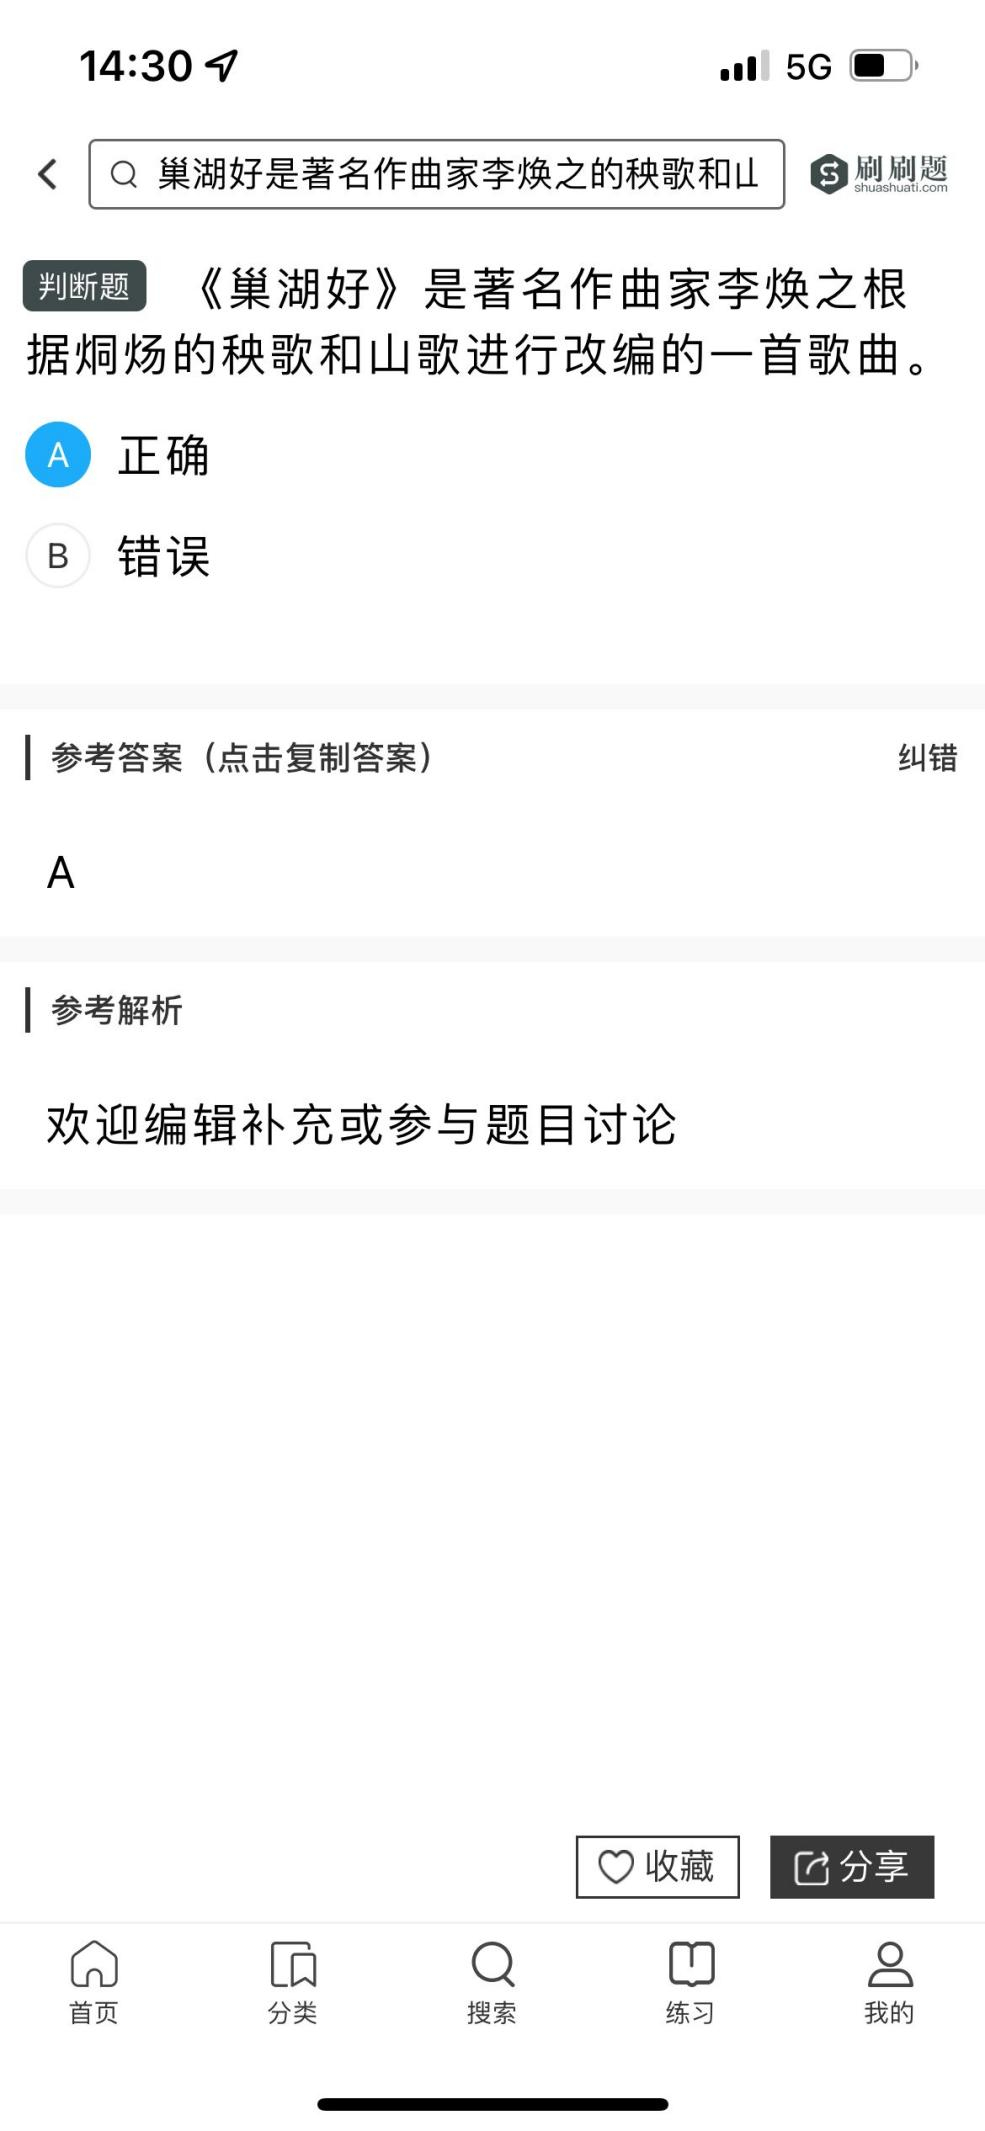 14:30
5G
巢湖好是著名作曲家李焕之的秧歌和山
刷刷题
shuashuati.com
判断题 《巢湖好》是著名作曲家李焕之根
据烔炀的秧歌和山歌进行改编的一首歌曲。
A 正确
B 错误
参考答案（点击复制答案） 纠错
A
参考解析
欢迎编辑补充或参与题目讨论
收藏 分享
首页 分类 搜索 练习 我的